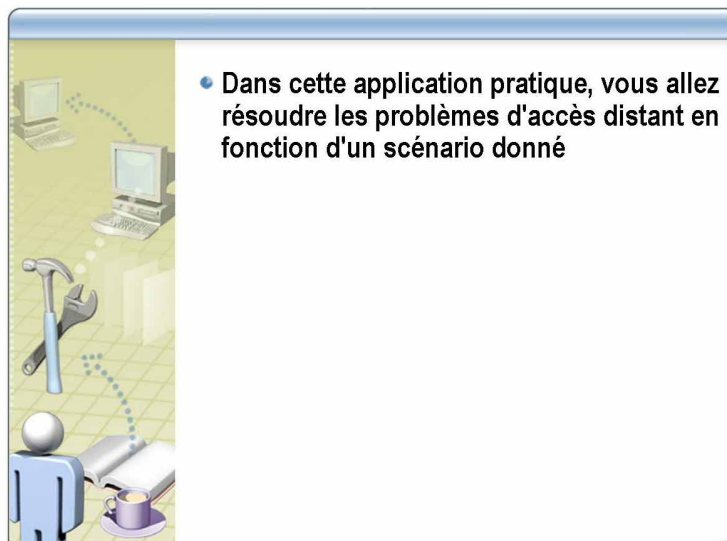 Dans cette application pratique, vous allez
résoudre les problèmes d'accès distant en
fonction d'un scénario donné